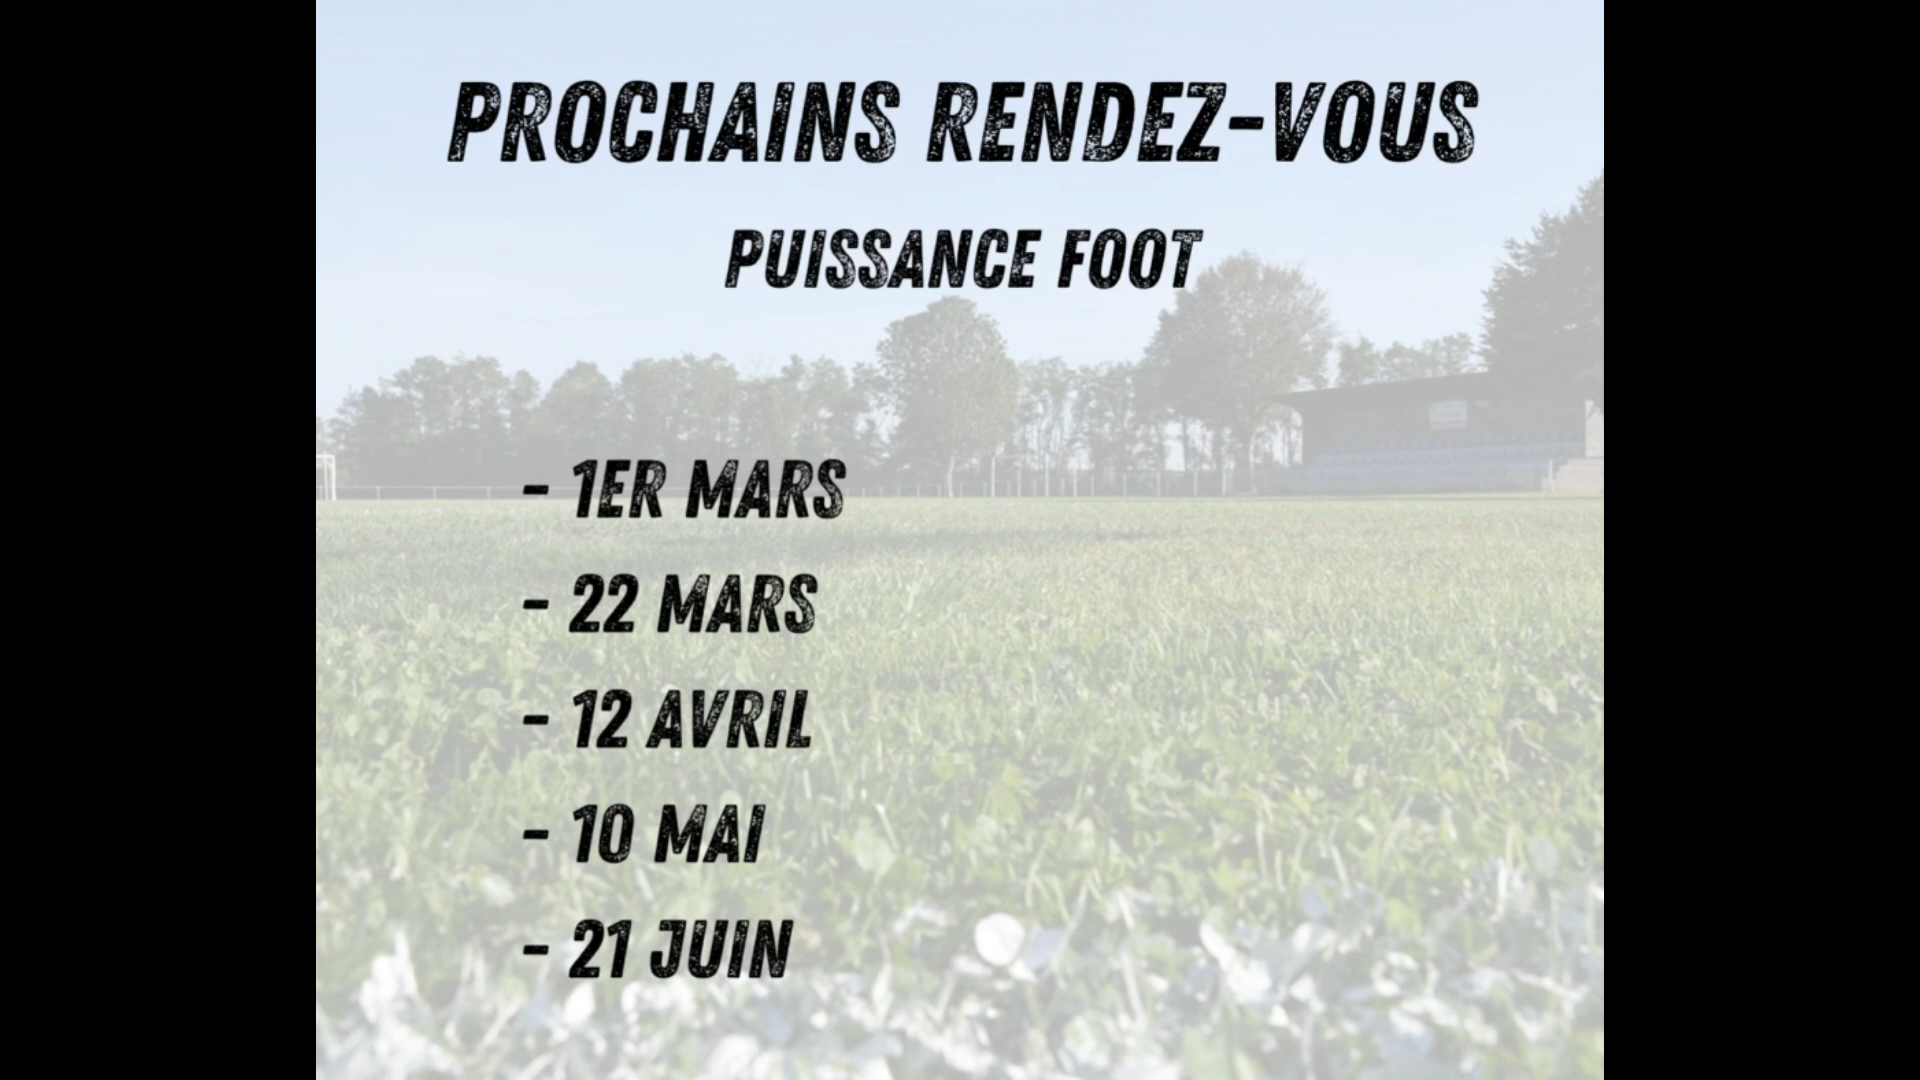 PROCHAINS RENDEZ-VOUS
PUISSANCE FOOT
- 1ER MARS
- 22 MARS
- 12 AVRIL
- 10 MAI
- 21 JUIN